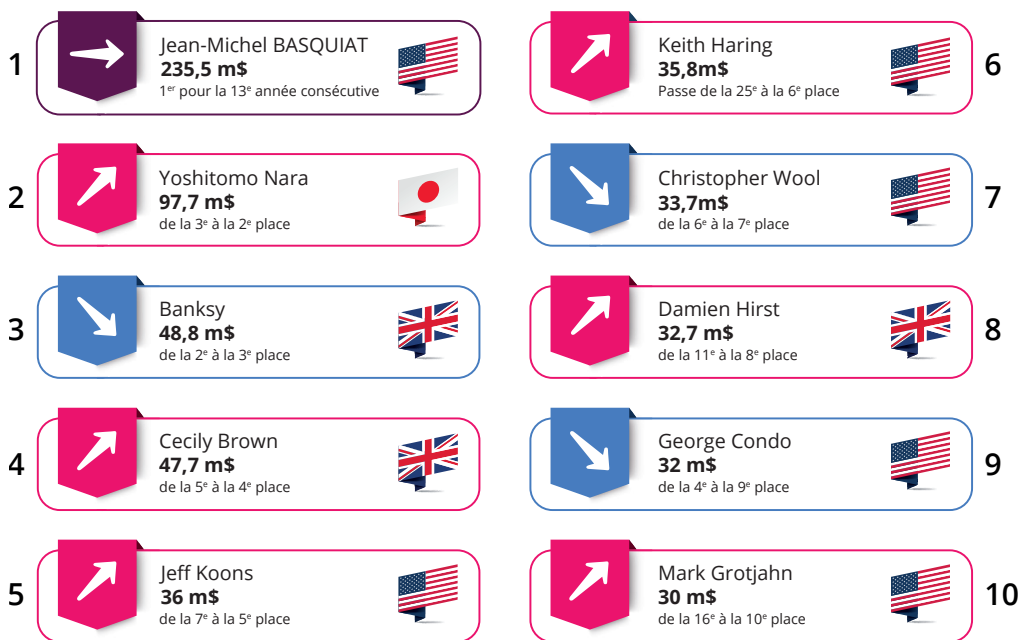 1
Jean-Michel BASQUIAT
235,5 m$
1er pour la 13e année consécutive
2
Yoshitomo Nara
97,7 m$
de la 3e à la 2e place
3
Banksy
48,8 m$
de la 2e à la 3e place
4
Cecily Brown
47,7 m$
de la 5e à la 4e place
5
Jeff Koons
36 m$
de la 7e à la 5e place
6
Keith Haring
35,8m$
Passe de la 25e à la 6e place
7
Christopher Wool
33,7m$
de la 6e à la 7e place
8
Damien Hirst
32,7 m$
de la 11e à la 8e place
9
George Condo
32 m$
de la 4e à la 9e place
10
Mark Grotjahn
30 m$
de la 16e à la 10e place